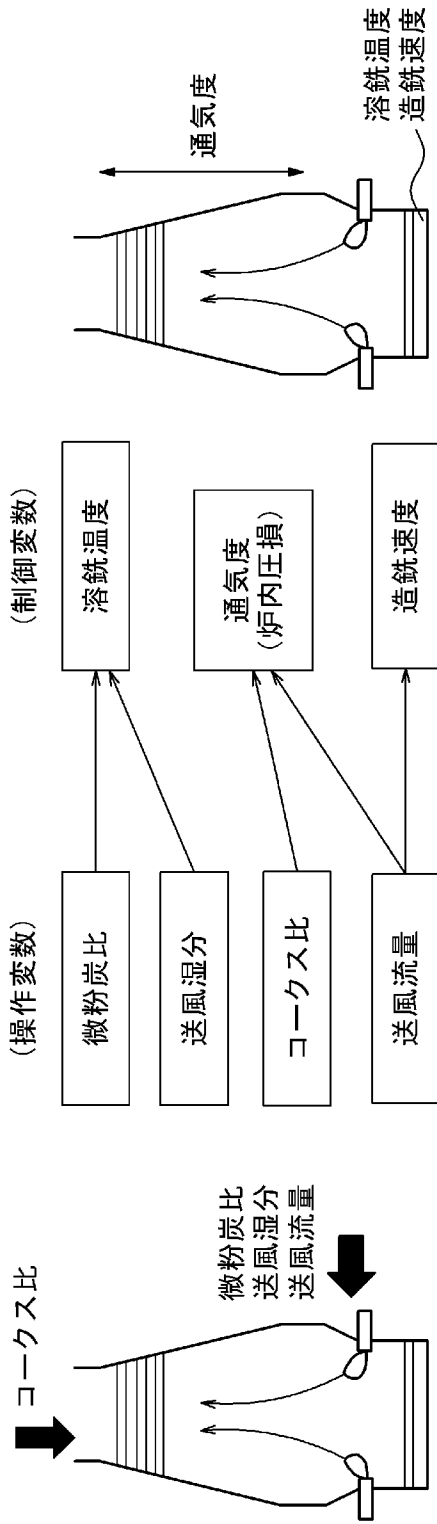 コークス比
微粉炭比
送風湿分
送風流量
(操作変数)
微粉炭比
送風湿分
コークス比
送風流量
(制御変数)
溶銑温度
通気度
(炉内圧損)
造銑速度
通気度
溶銑温度
造銑速度